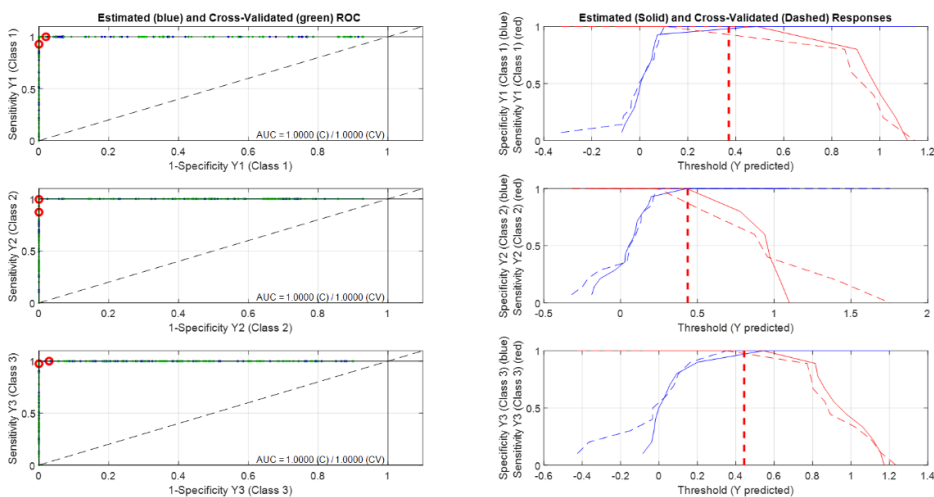 Estimated (blue) and Cross-Validated (green) ROC
Sensitivity Y1 (Class 1)
1
0.5
0
AUC = 1.0000 (C) / 1.0000 (CV)
0 0.2 0.4 0.6 0.8 1
1-Specificity Y1 (Class 1)
Estimated (Solid) and Cross-Validated (Dashed) Responses
Specificity Y1 (Class 1) (blue)
Sensitivity Y1 (Class 1) (red)
1
0.5
0
-0.4 -0.2 0 0.2 0.4 0.6 0.8 1 1.2
Threshold (Y predicted)
Sensitivity Y2 (Class 2)
1
0.5
0
AUC = 1.0000 (C) / 1.0000 (CV)
0 0.2 0.4 0.6 0.8 1
1-Specificity Y2 (Class 2)
Specificity Y2 (Class 2) (blue)
Sensitivity Y2 (Class 2) (red)
1
0.5
0
-0.5 0 0.5 1 1.5 2
Threshold (Y predicted)
Sensitivity Y3 (Class 3)
1
0.5
0
AUC = 1.0000 (C) / 1.0000 (CV)
0 0.2 0.4 0.6 0.8 1
1-Specificity Y3 (Class 3)
Specificity Y3 (Class 3) (blue)
Sensitivity Y3 (Class 3) (red)
1
0.5
0
-0.6 -0.4 -0.2 0 0.2 0.4 0.6 0.8 1 1.2 1.4
Threshold (Y predicted)